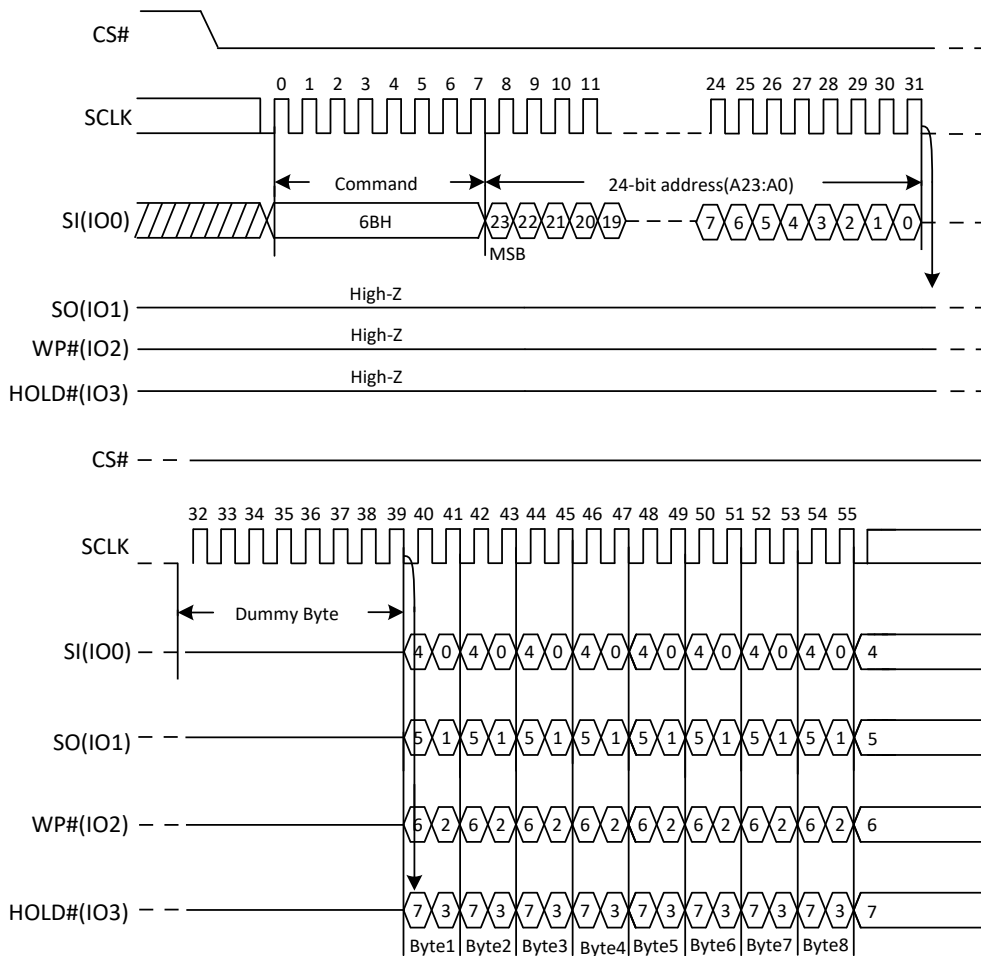 CS#
0 1 2 3 4 5 6 7 8 9 10 11 24 25 26 27 28 29 30 31
SCLK
Command 24-bit address(A23:A0)
SI(IO0) 6BH 23 22 21 20 19 7 6 5 4 3 2 1 0
MSB
SO(IO1) High-Z
WP#(IO2) High-Z
HOLD#(IO3) High-Z
CS#
32 33 34 35 36 37 38 39 40 41 42 43 44 45 46 47 48 49 50 51 52 53 54 55
SCLK
Dummy Byte
SI(IO0) 4 0 4 0 4 0 4 0 4 0 4 0 4 0 4 0 4
SO(IO1) 5 1 5 1 5 1 5 1 5 1 5 1 5 1 5 1 5
WP#(IO2) 6 2 6 2 6 2 6 2 6 2 6 2 6 2 6 2 6
HOLD#(IO3) 7 3 7 3 7 3 7 3 7 3 7 3 7 3 7 3 7
Byte1 Byte2 Byte3 Byte4 Byte5 Byte6 Byte7 Byte8